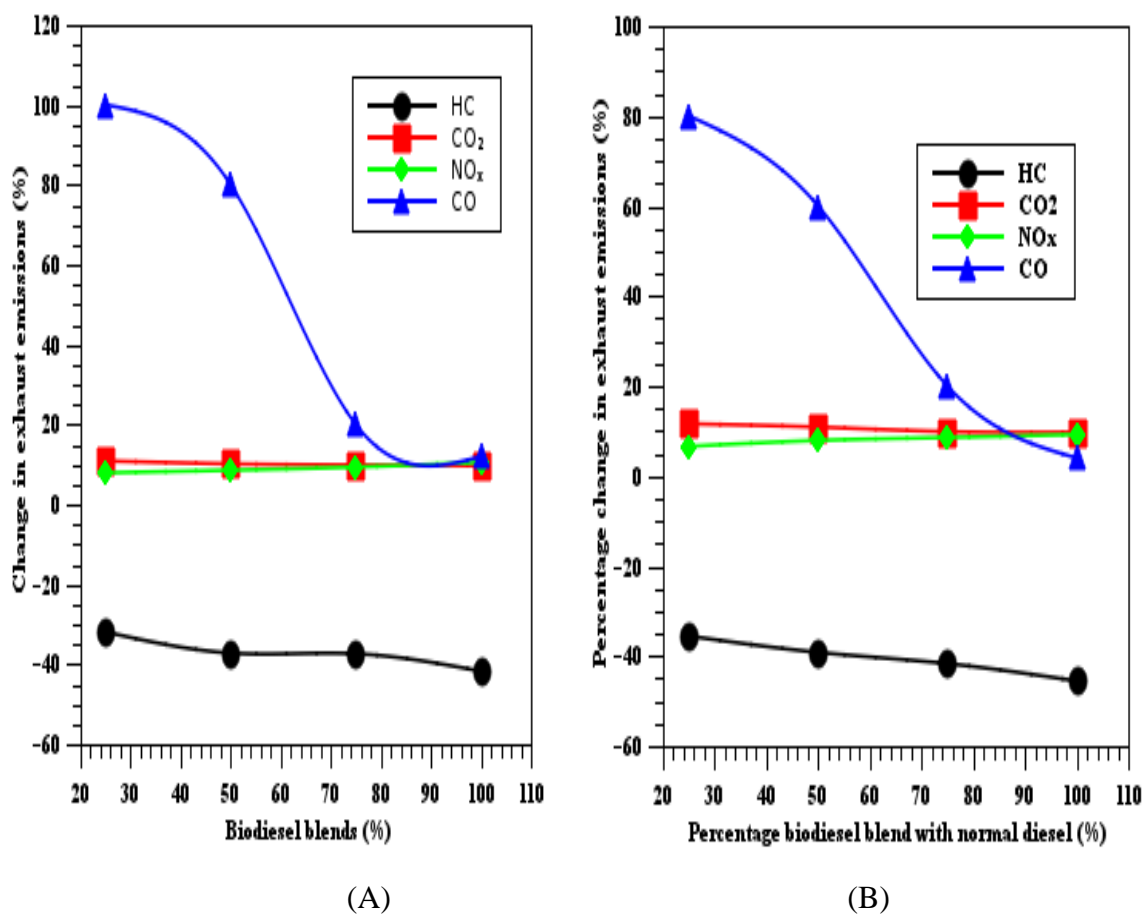 Change in exhaust emissions (%)
120
100
80
60
40
20
0
−20
−40
−60
HC
CO₂
NOₓ
CO
20 30 40 50 60 70 80 90 100 110
Biodiesel blends (%)
(A)
Percentage change in exhaust emissions (%)
100
80
60
40
20
0
−20
−40
−60
HC
CO2
NOx
CO
20 30 40 50 60 70 80 90 100 110
Percentage biodiesel blend with normal diesel (%)
(B)